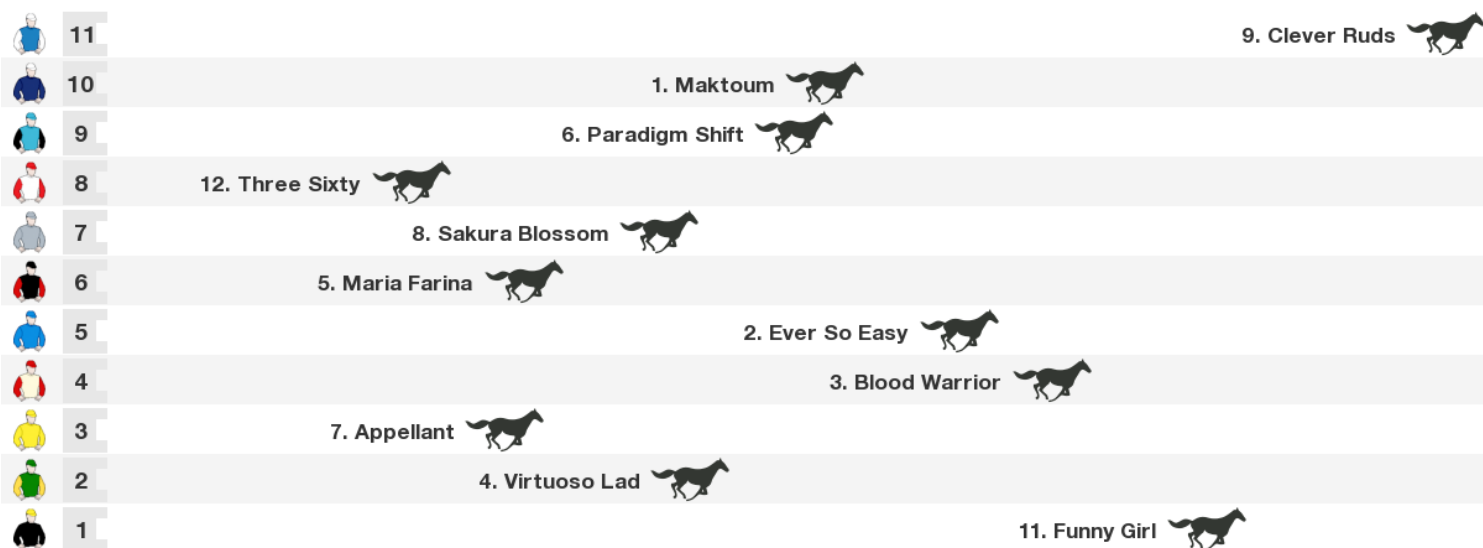 11 9. Clever Ruds
10 1. Maktoum
9 6. Paradigm Shift
8 12. Three Sixty
7 8. Sakura Blossom
6 5. Maria Farina
5 2. Ever So Easy
4 3. Blood Warrior
3 7. Appellant
2 4. Virtuoso Lad
1 11. Funny Girl